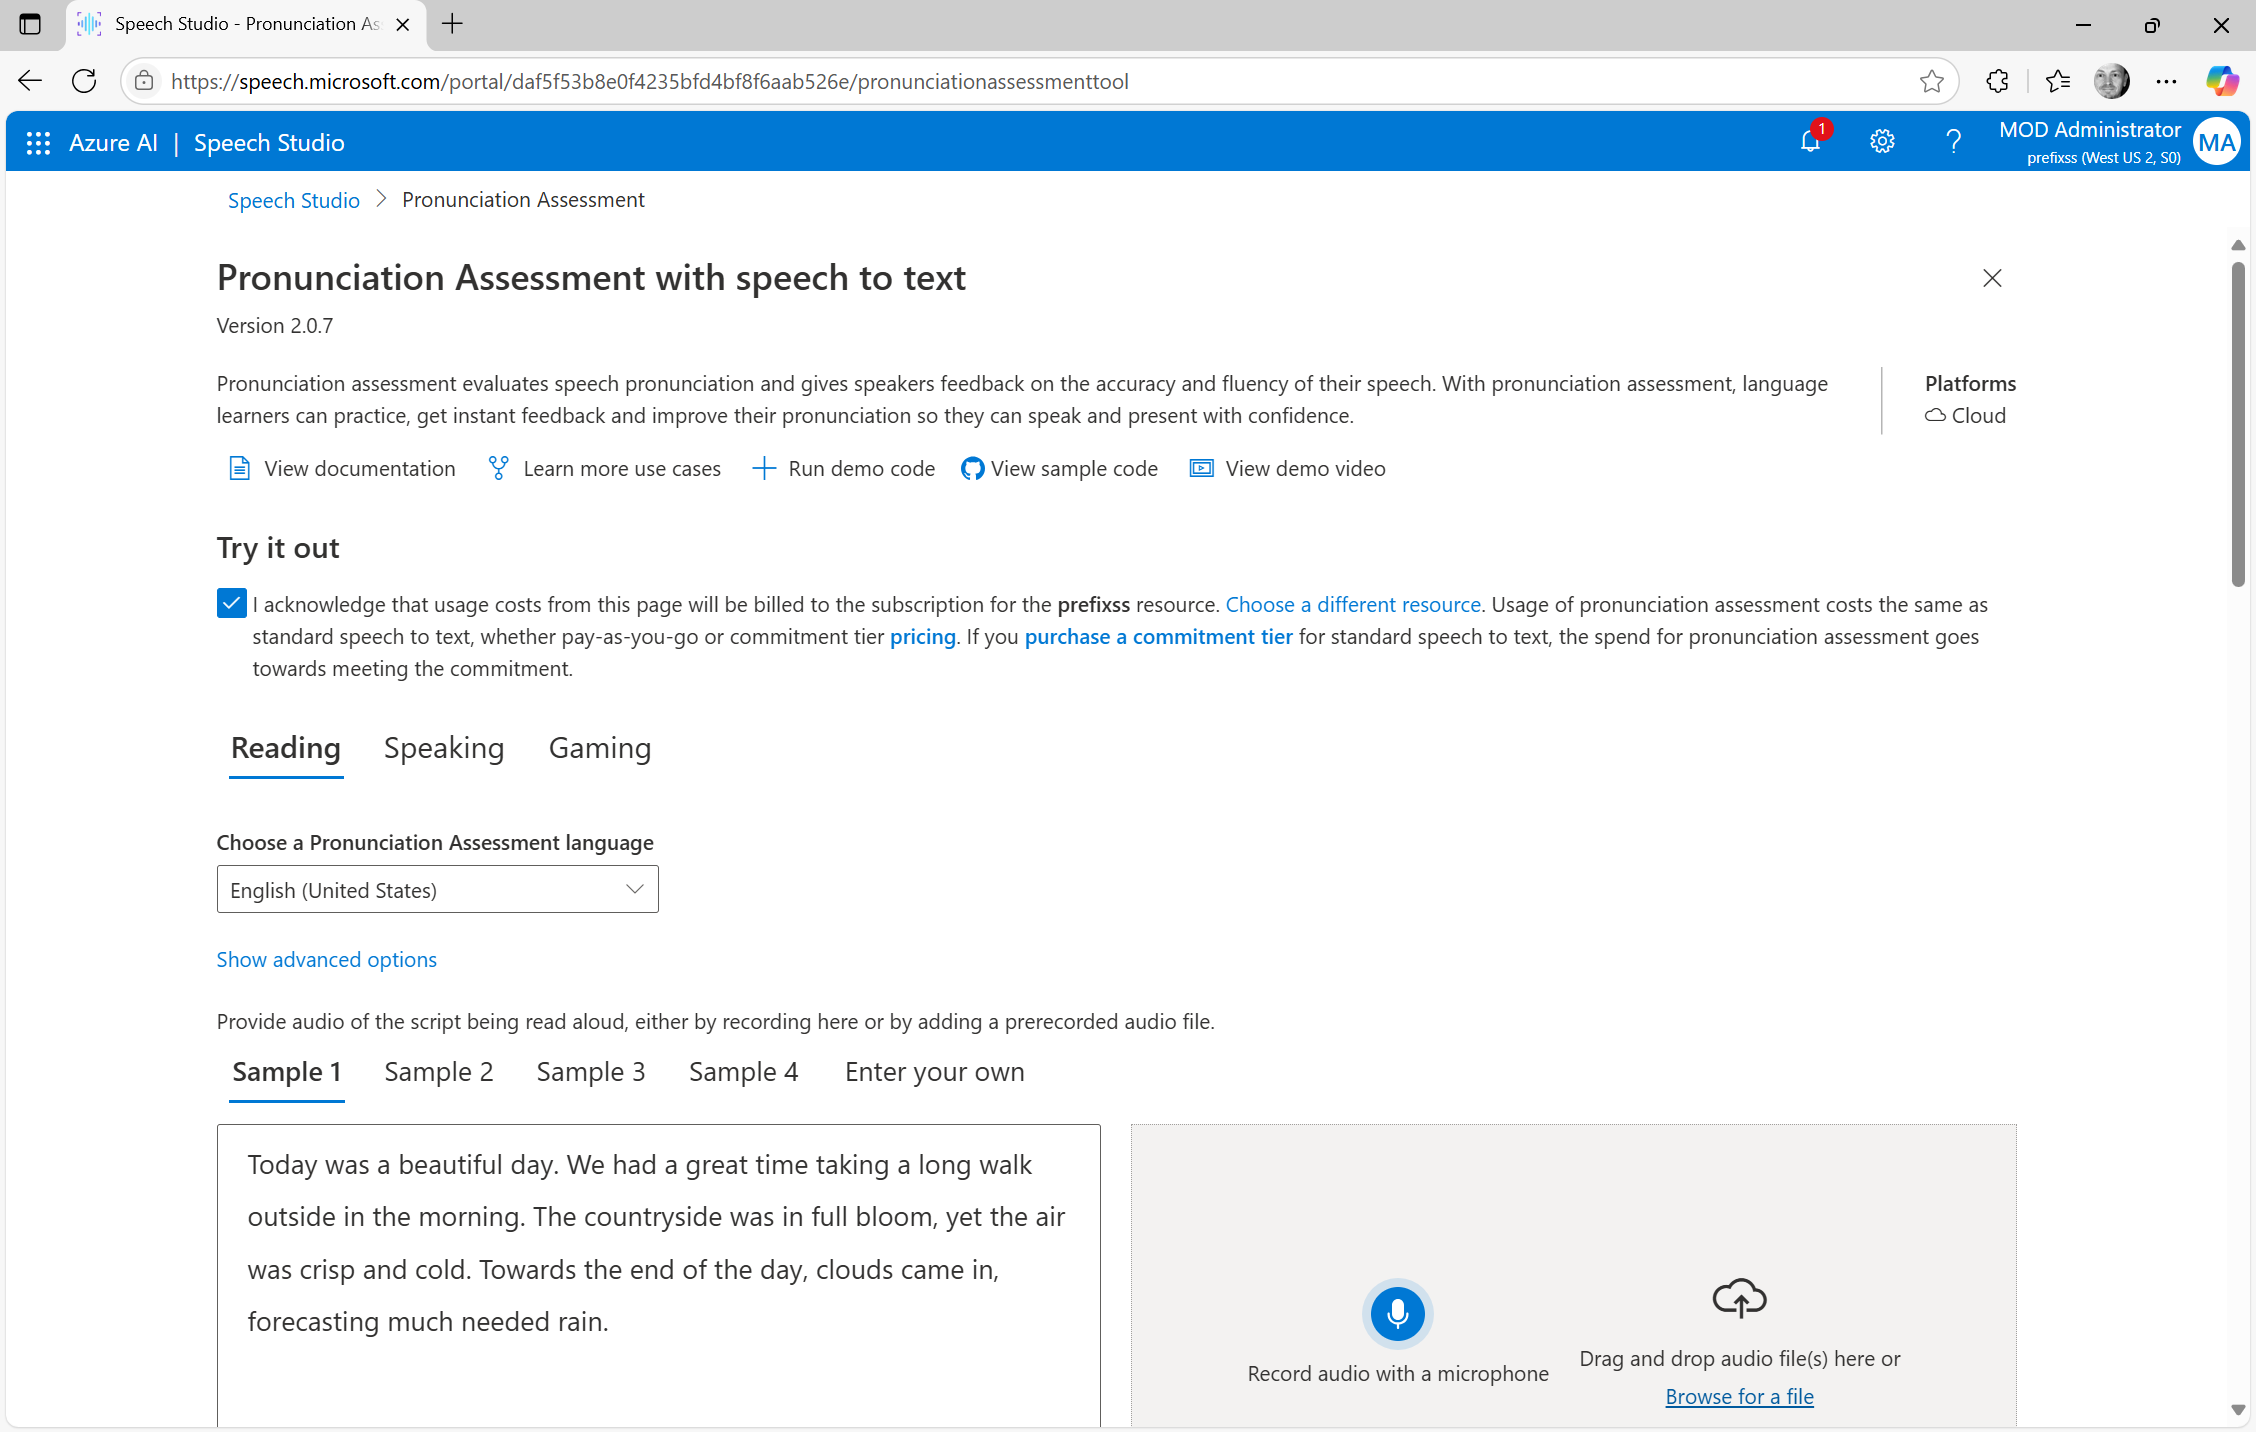 Speech Studio - Pronunciation As
https://speech.microsoft.com/portal/daf5f53b8e0f4235bfd4bf8f6aab526e/pronunciationassessmenttool
Azure AI | Speech Studio
1
?
MOD Administrator
prefixss (West US 2, S0)
MA
Speech Studio > Pronunciation Assessment
Pronunciation Assessment with speech to text
Version 2.0.7
Pronunciation assessment evaluates speech pronunciation and gives speakers feedback on the accuracy and fluency of their speech. With pronunciation assessment, language
learners can practice, get instant feedback and improve their pronunciation so they can speak and present with confidence.
Platforms
Cloud
View documentation
Learn more use cases
Run demo code
View sample code
View demo video
Try it out
I acknowledge that usage costs from this page will be billed to the subscription for the prefixss resource. Choose a different resource. Usage of pronunciation assessment costs the same as
standard speech to text, whether pay-as-you-go or commitment tier pricing. If you purchase a commitment tier for standard speech to text, the spend for pronunciation assessment goes
towards meeting the commitment.
Reading
Speaking
Gaming
Choose a Pronunciation Assessment language
English (United States)
Show advanced options
Provide audio of the script being read aloud, either by recording here or by adding a prerecorded audio file.
Sample 1
Sample 2
Sample 3
Sample 4
Enter your own
Today was a beautiful day. We had a great time taking a long walk
outside in the morning. The countryside was in full bloom, yet the air
was crisp and cold. Towards the end of the day, clouds came in,
forecasting much needed rain.
Record audio with a microphone
Drag and drop audio file(s) here or
Browse for a file